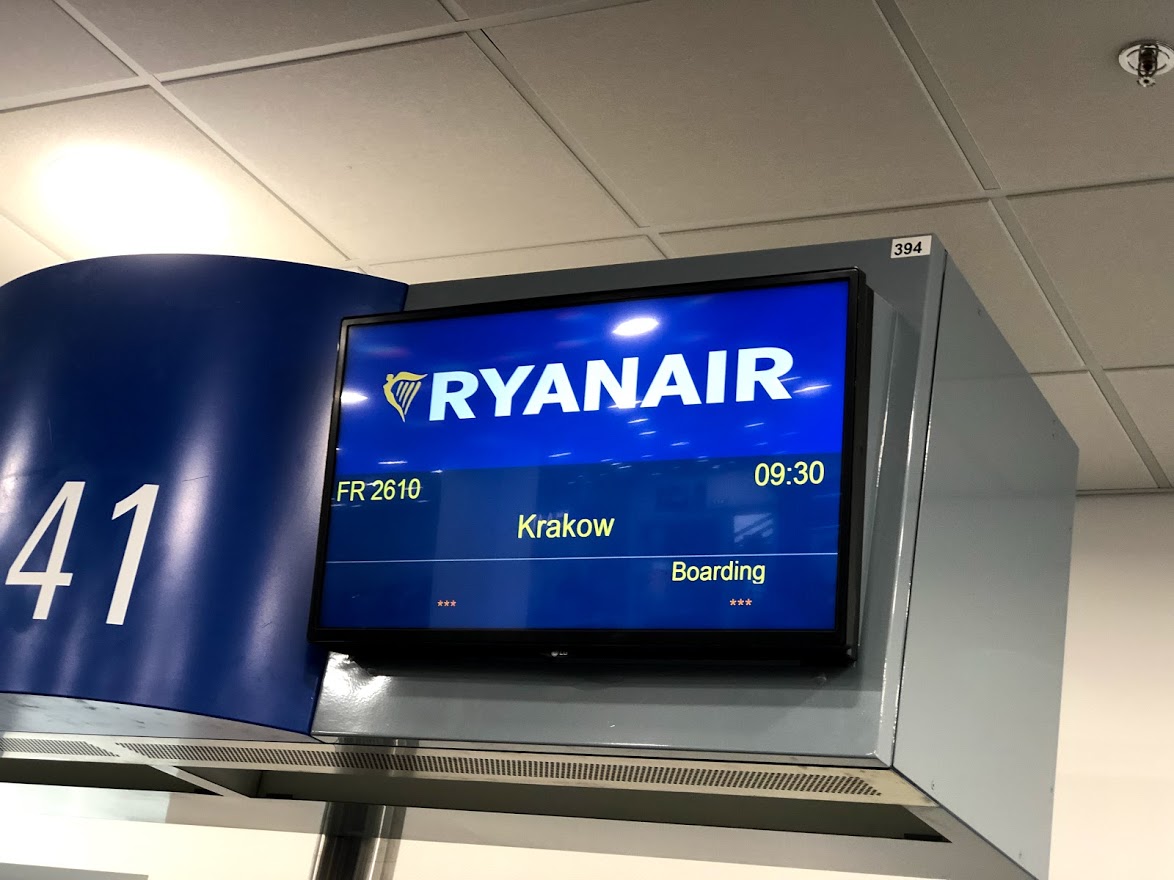 394
RYANAIR
FR 2610 09:30
Krakow
Boarding
*** ***
41